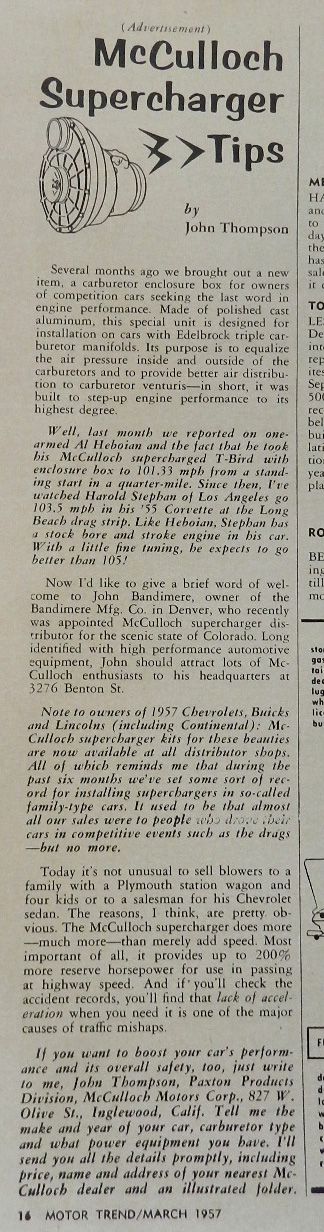 (Advertisement)
McCulloch
Supercharger
Tips
by
John Thompson
Several months ago we brought out a new
item, a carburetor enclosure box for owners
of competition cars seeking the last word in
engine performance. Made of polished cast
aluminum, this special unit is designed for
installation on cars with Edelbrock triple car-
buretor manifolds. Its purpose is to equalize
the air pressure inside and outside of the
carburetors and to provide better air distribu-
tion to carburetor venturis—in short, it was
built to step-up engine performance to its
highest degree.
Well, last month we reported on one-
armed Al Heboian and the fact that he took
his McCulloch supercharged T-Bird with
enclosure box to 101.33 mph from a stand-
ing start in a quarter-mile. Since then, I've
watched Harold Stephan of Los Angeles go
103.5 mph in his '55 Corvette at the Long
Beach drag strip. Like Heboian, Stephan has
a stock bore and stroke engine in his car.
With a little fine tuning, he expects to go
better than 105!
Now I'd like to give a brief word of wel-
come to John Bandimere, owner of the
Bandimere Mfg. Co. in Denver, who recently
was appointed McCulloch supercharger dis-
tributor for the scenic state of Colorado. Long
identified with high performance automotive
equipment, John should attract lots of Mc-
Culloch enthusiasts to his headquarters at
3276 Benton St.
Note to owners of 1957 Chevrolets, Buicks
and Lincolns (including Continental): Mc-
Culloch supercharger kits for these beauties
are now available at all distributor shops.
All of which reminds me that during the
past six months we've set some sort of rec-
ord for installing superchargers in so-called
family-type cars. It used to be that almost
all our sales were to people who drove their
cars in competitive events such as the drags
—but no more.
Today it's not unusual to sell blowers to a
family with a Plymouth station wagon and
four kids or to a salesman for his Chevrolet
sedan. The reasons, I think, are pretty ob-
vious. The McCulloch supercharger does more
—much more—than merely add speed. Most
important of all, it provides up to 200%
more reserve horsepower for use in passing
at highway speed. And if you'll check the
accident records, you'll find that lack of accel-
eration when you need it is one of the major
causes of traffic mishaps.
If you want to boost your car's perform-
ance and its overall safety, too, just write
to me, John Thompson, Paxton Products
Division, McCulloch Motors Corp., 827 W.
Olive St., Inglewood, Calif. Tell me the
make and year of your car, carburetor type
and what power equipment you have. I'll
send you all the details promptly, including
price, name and address of your nearest Mc-
Culloch dealer and an illustrated folder.
16 MOTOR TREND/MARCH 1957